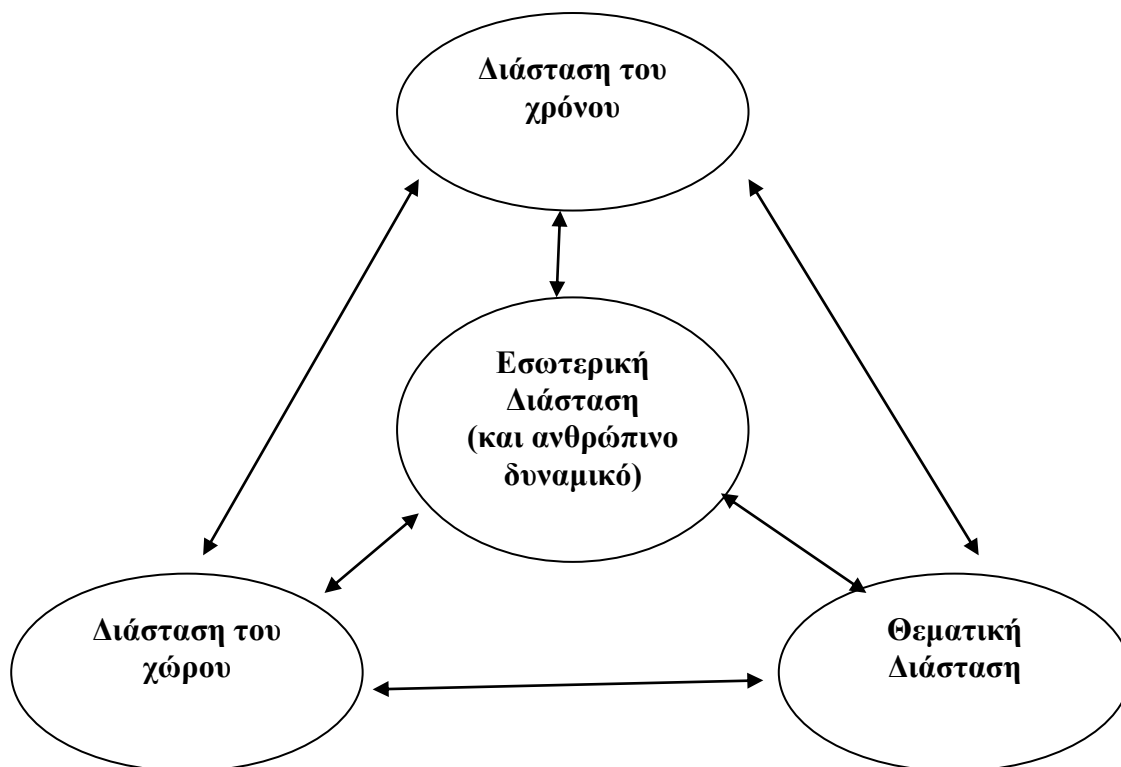 Διάσταση του
χρόνου
Εσωτερική
Διάσταση
(και ανθρώπινο
δυναμικό)
Διάσταση του
χώρου
Θεματική
Διάσταση